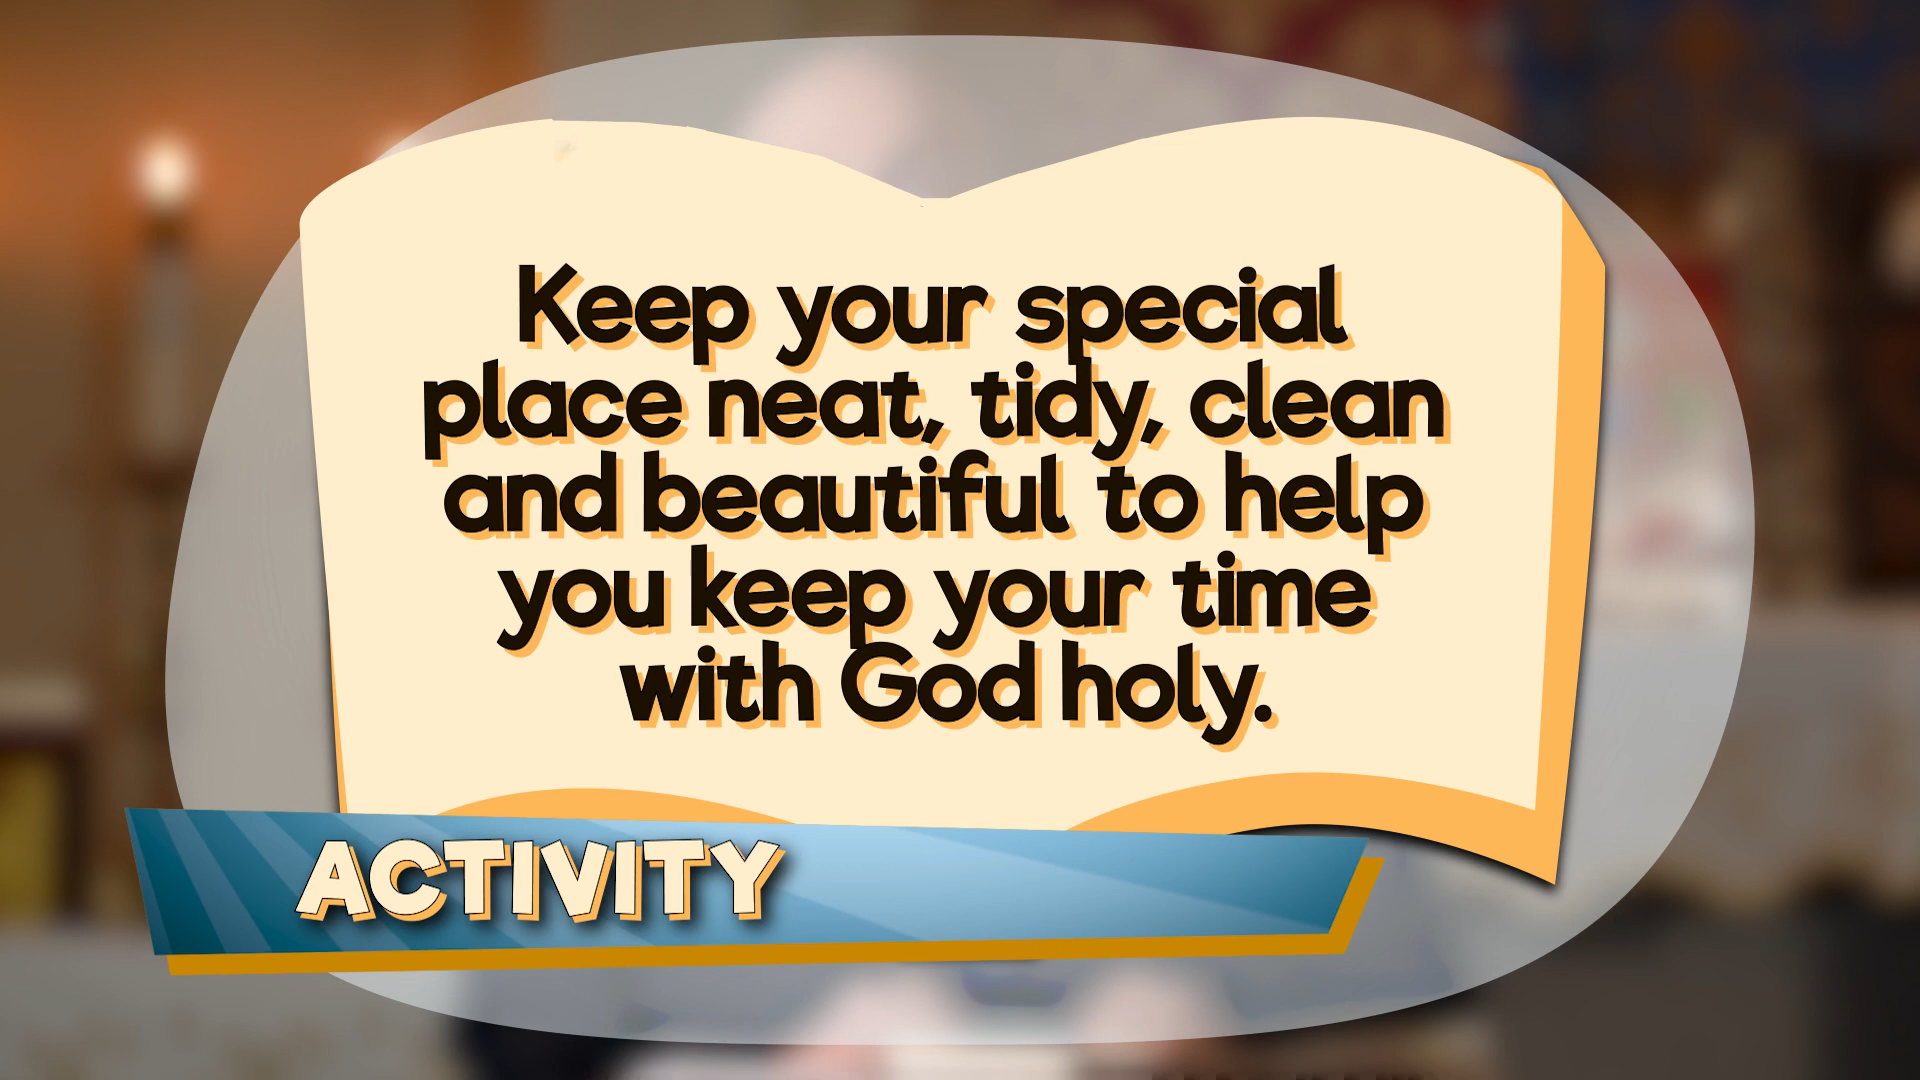 Keep your special
place neat, tidy, clean
and beautiful to help
you keep your time
with God holy.
ACTIVITY